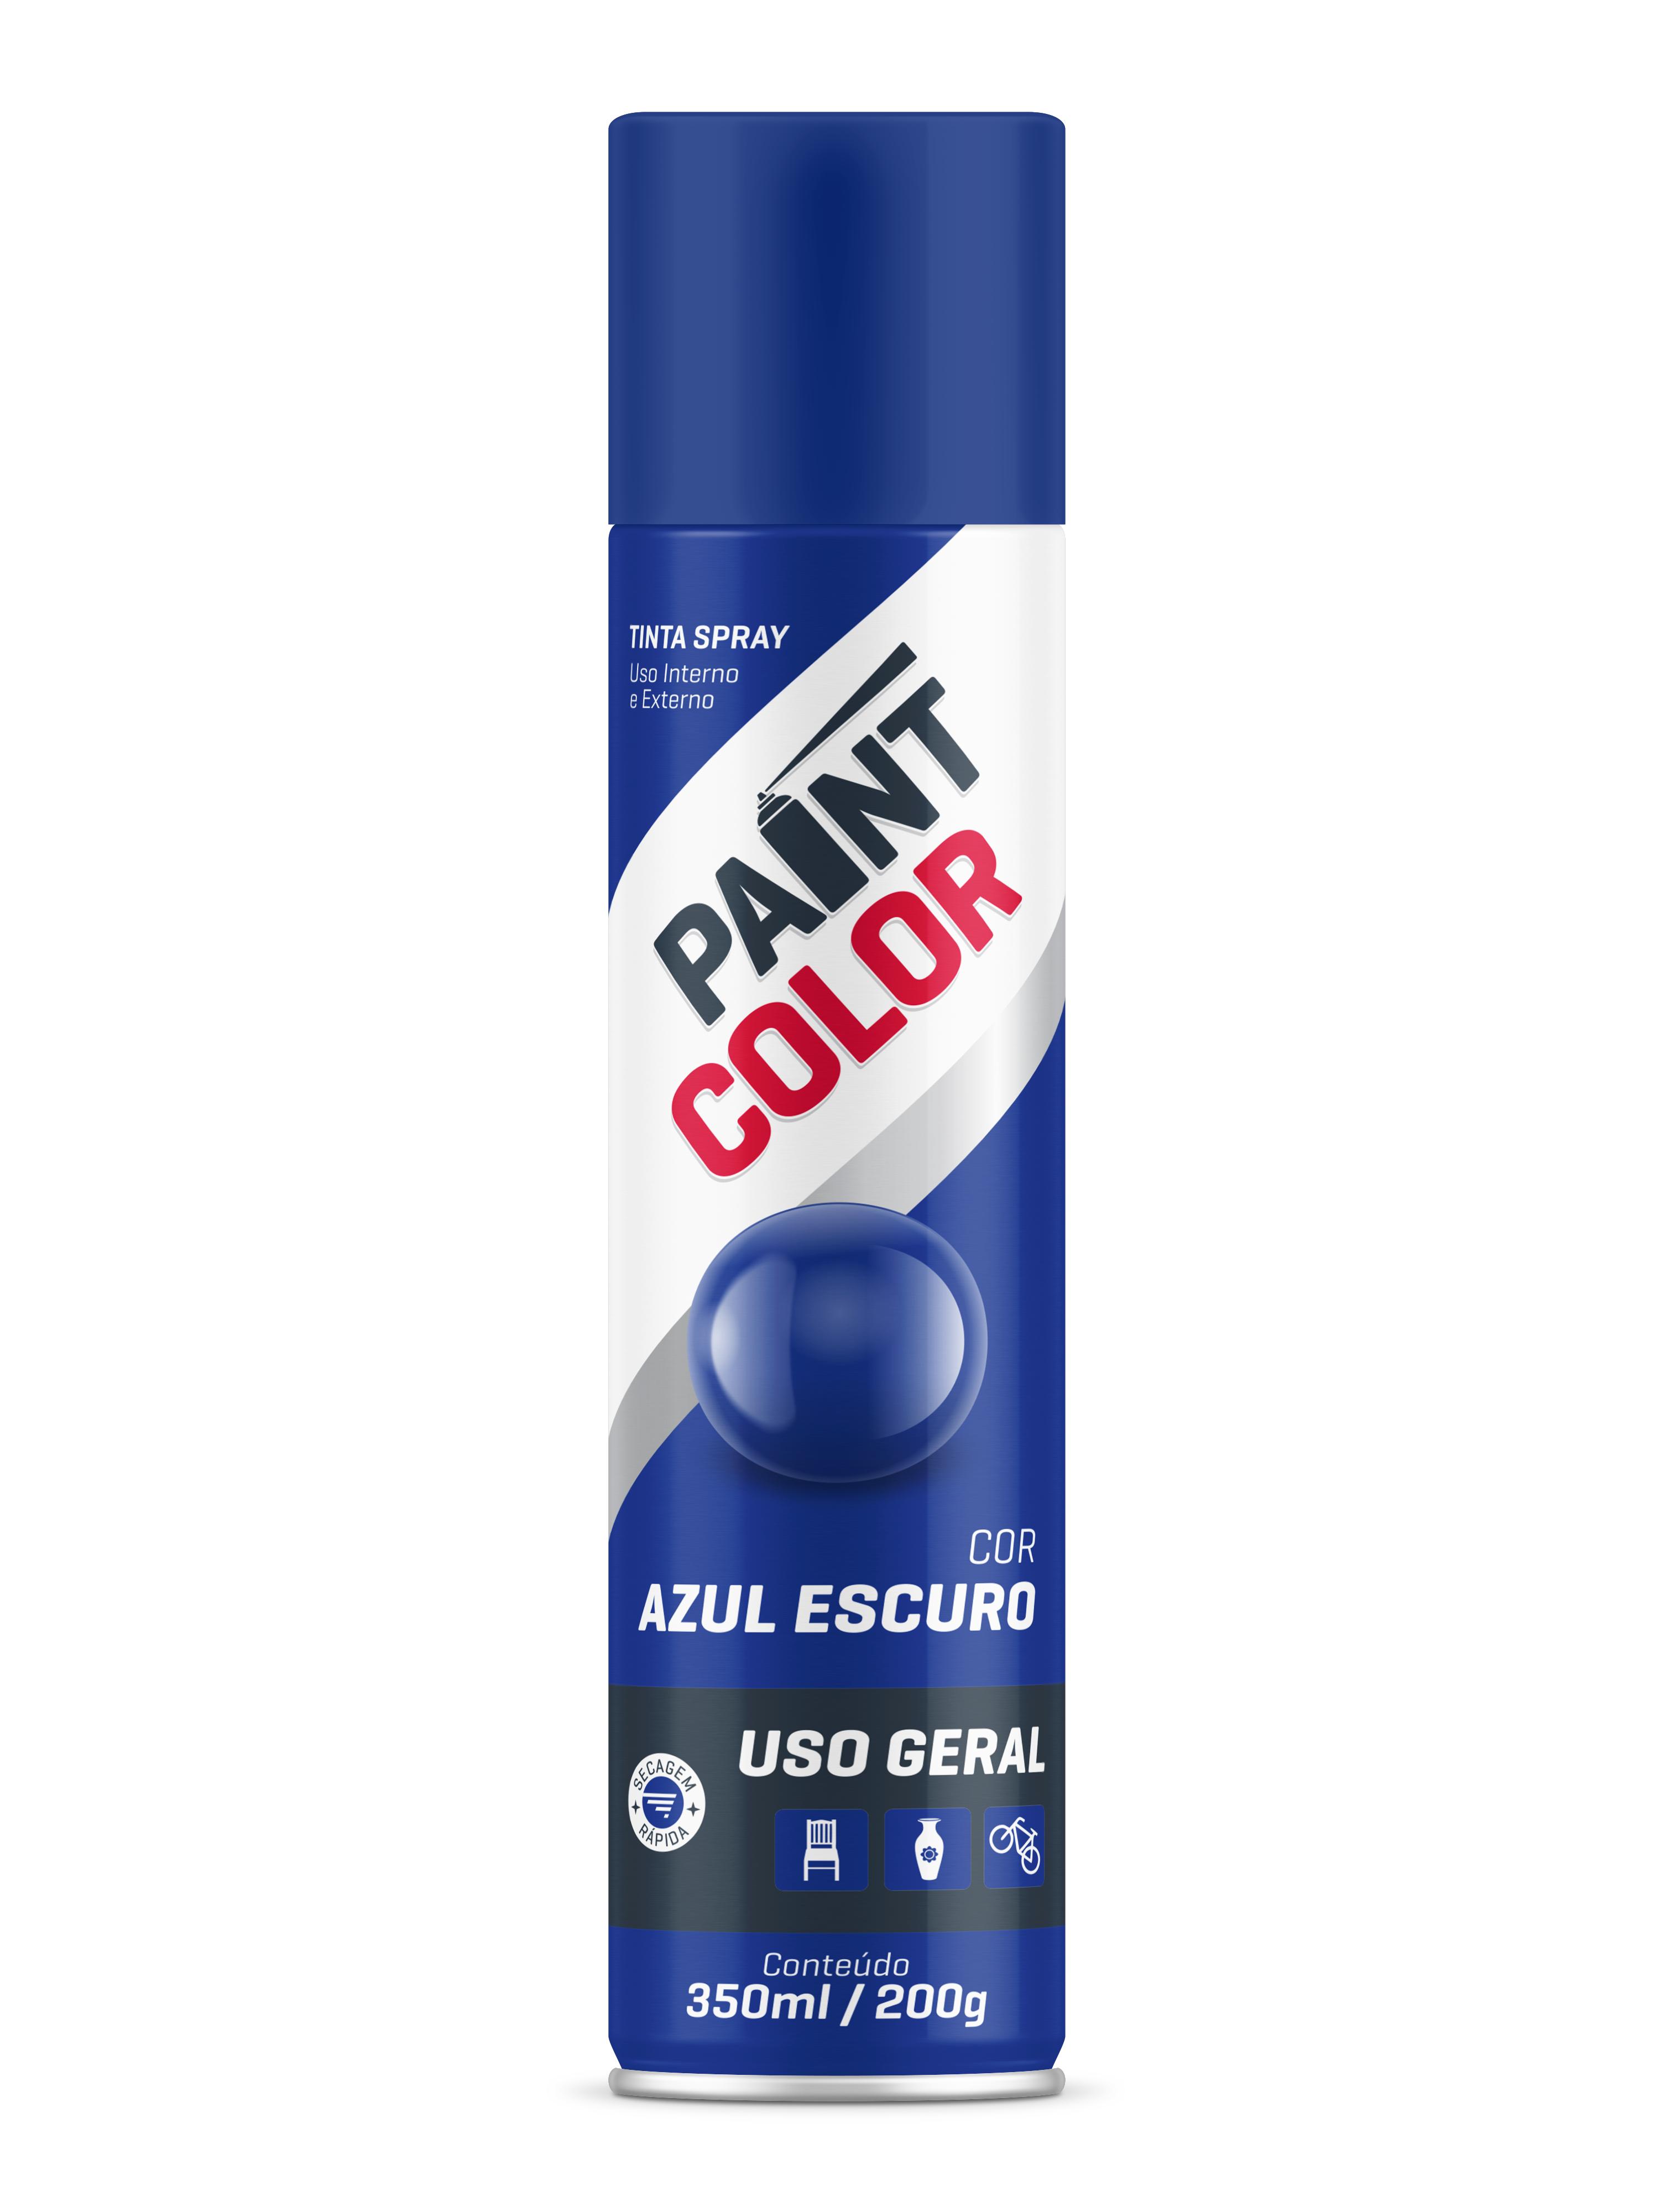 TINTA SPRAY
Uso Interno
e Externo
PAINT
COLOR
COR
AZUL ESCURO
USO GERAL
SECAGEM
RÁPIDA
Conteúdo
350ml / 200g